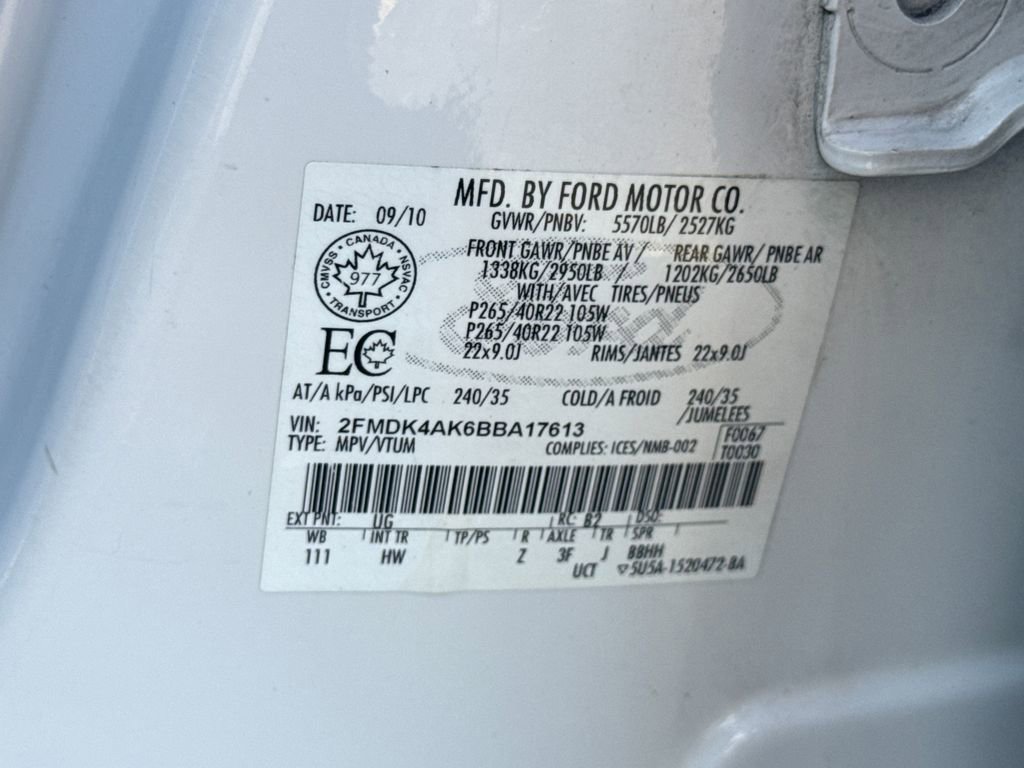 MFD. BY FORD MOTOR CO.
DATE: 09/10
GVWR/PNBV: 5570LB/ 2527KG
FRONT GAWR/PNBE AV / REAR GAWR/ PNBE AR
1338KG/2950LB / 1202KG/2650LB
WITH/AVEC TIRES/PNEUS
P265/40R22 105W
P265/40R22 105W
22x9.0J RIMS/JANTES 22x9.0J
CANADA
CMVSS 977 NSVAC
TRANSPORT
EC
AT/A kPa/PSI/LPC 240/35 COLD/A FROID 240/35
/JUMELEES
VIN: 2FMDK4AK6BBA17613
F0067
TYPE: MPV/VTUM COMPLIES: ICES/NMB-002 T0030
EXT PNT: UG RC: B2 DSO:
WB INT TR TP/PS R AXLE TR SPR
111 HW Z 3F J BBHH
UCT ▽5U5A-1520472-BA